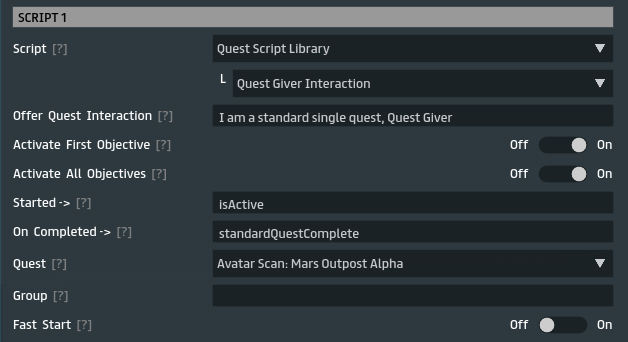 SCRIPT 1
Script [?] Quest Script Library
Quest Giver Interaction
Offer Quest Interaction [?] I am a standard single quest, Quest Giver
Activate First Objective [?] Off On
Activate All Objectives [?] Off On
Started -> [?] isActive
On Completed -> [?] standardQuestComplete
Quest [?] Avatar Scan: Mars Outpost Alpha
Group [?]
Fast Start [?] Off On